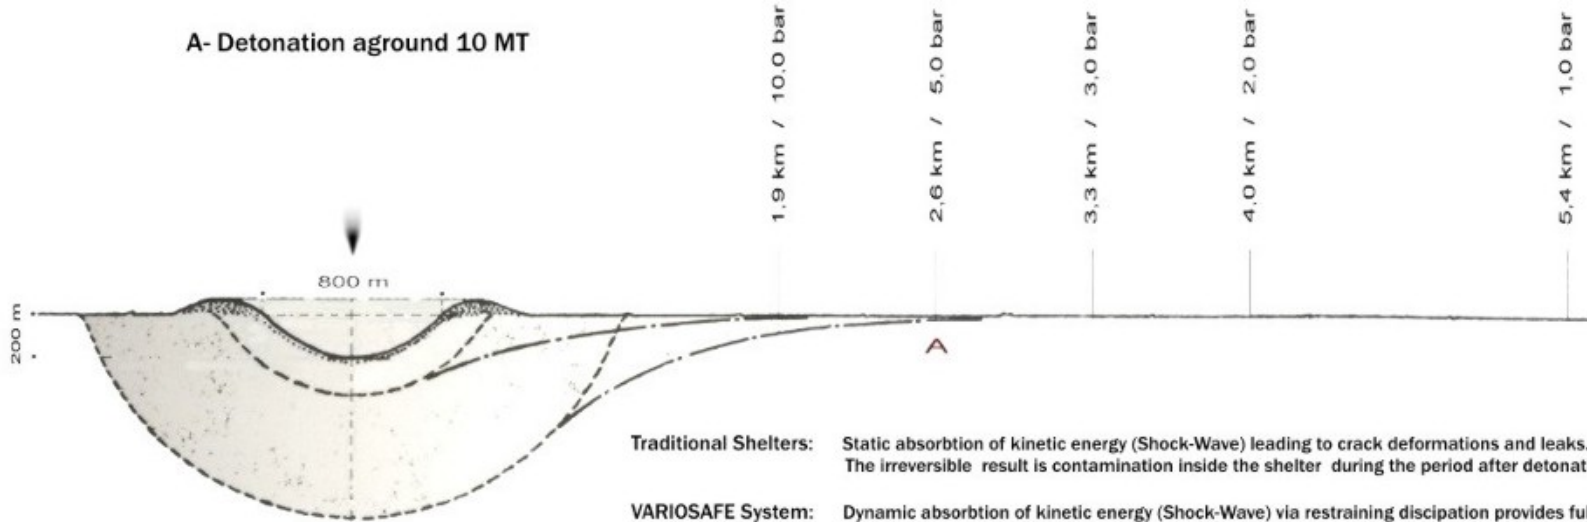 A- Detonation aground 10 MT
1,9 km / 10,0 bar
2,6 km / 5,0 bar
3,3 km / 3,0 bar
4,0 km / 2,0 bar
5,4 km / 1,0 bar
800 m
200 m
A
Traditional Shelters: Static absorbtion of kinetic energy (Shock-Wave) leading to crack deformations and leaks.
The irreversible result is contamination inside the shelter during the period after detonat
VARIOSAFE System: Dynamic absorbtion of kinetic energy (Shock-Wave) via restraining discipation provides ful